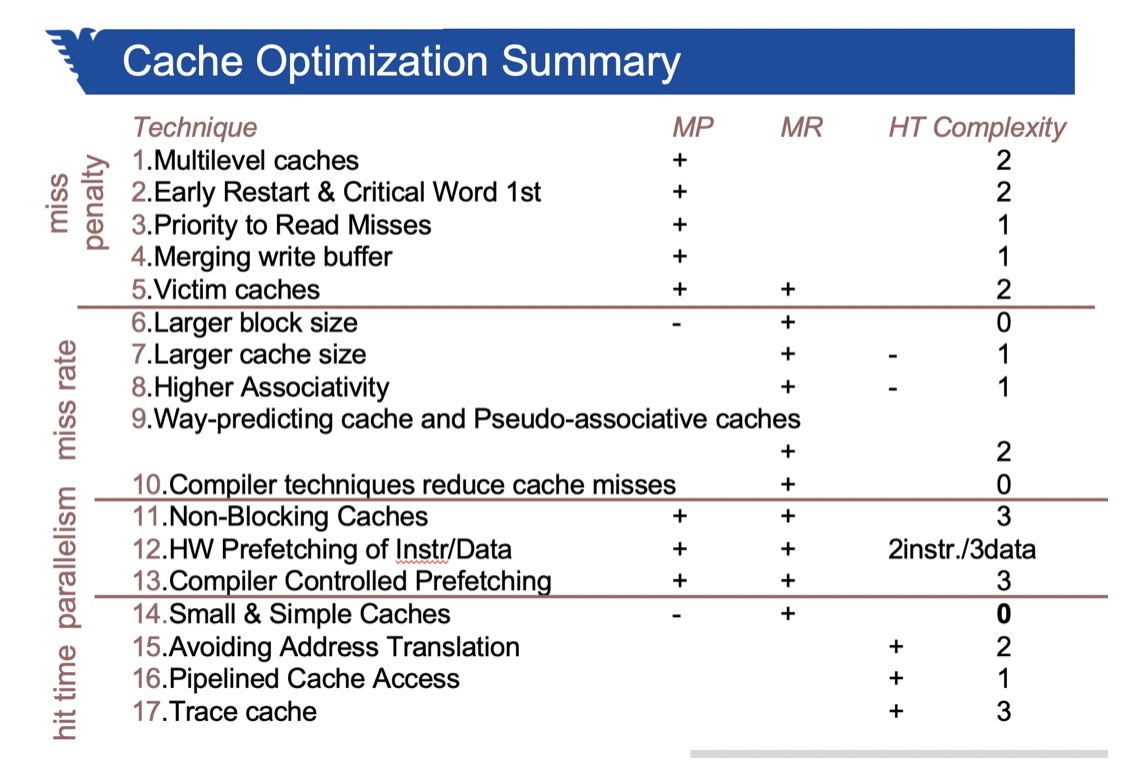 Cache Optimization Summary
Technique MP MR HT Complexity
miss penalty
1.Multilevel caches + 2
2.Early Restart & Critical Word 1st + 2
3.Priority to Read Misses + 1
4.Merging write buffer + 1
5.Victim caches + + 2
miss rate
6.Larger block size - + 0
7.Larger cache size + - 1
8.Higher Associativity + - 1
9.Way-predicting cache and Pseudo-associative caches
+ 2
10.Compiler techniques reduce cache misses + 0
parallelism
11.Non-Blocking Caches + + 3
12.HW Prefetching of Instr/Data + + 2instr./3data
13.Compiler Controlled Prefetching + + 3
hit time
14.Small & Simple Caches - + 0
15.Avoiding Address Translation + 2
16.Pipelined Cache Access + 1
17.Trace cache + 3